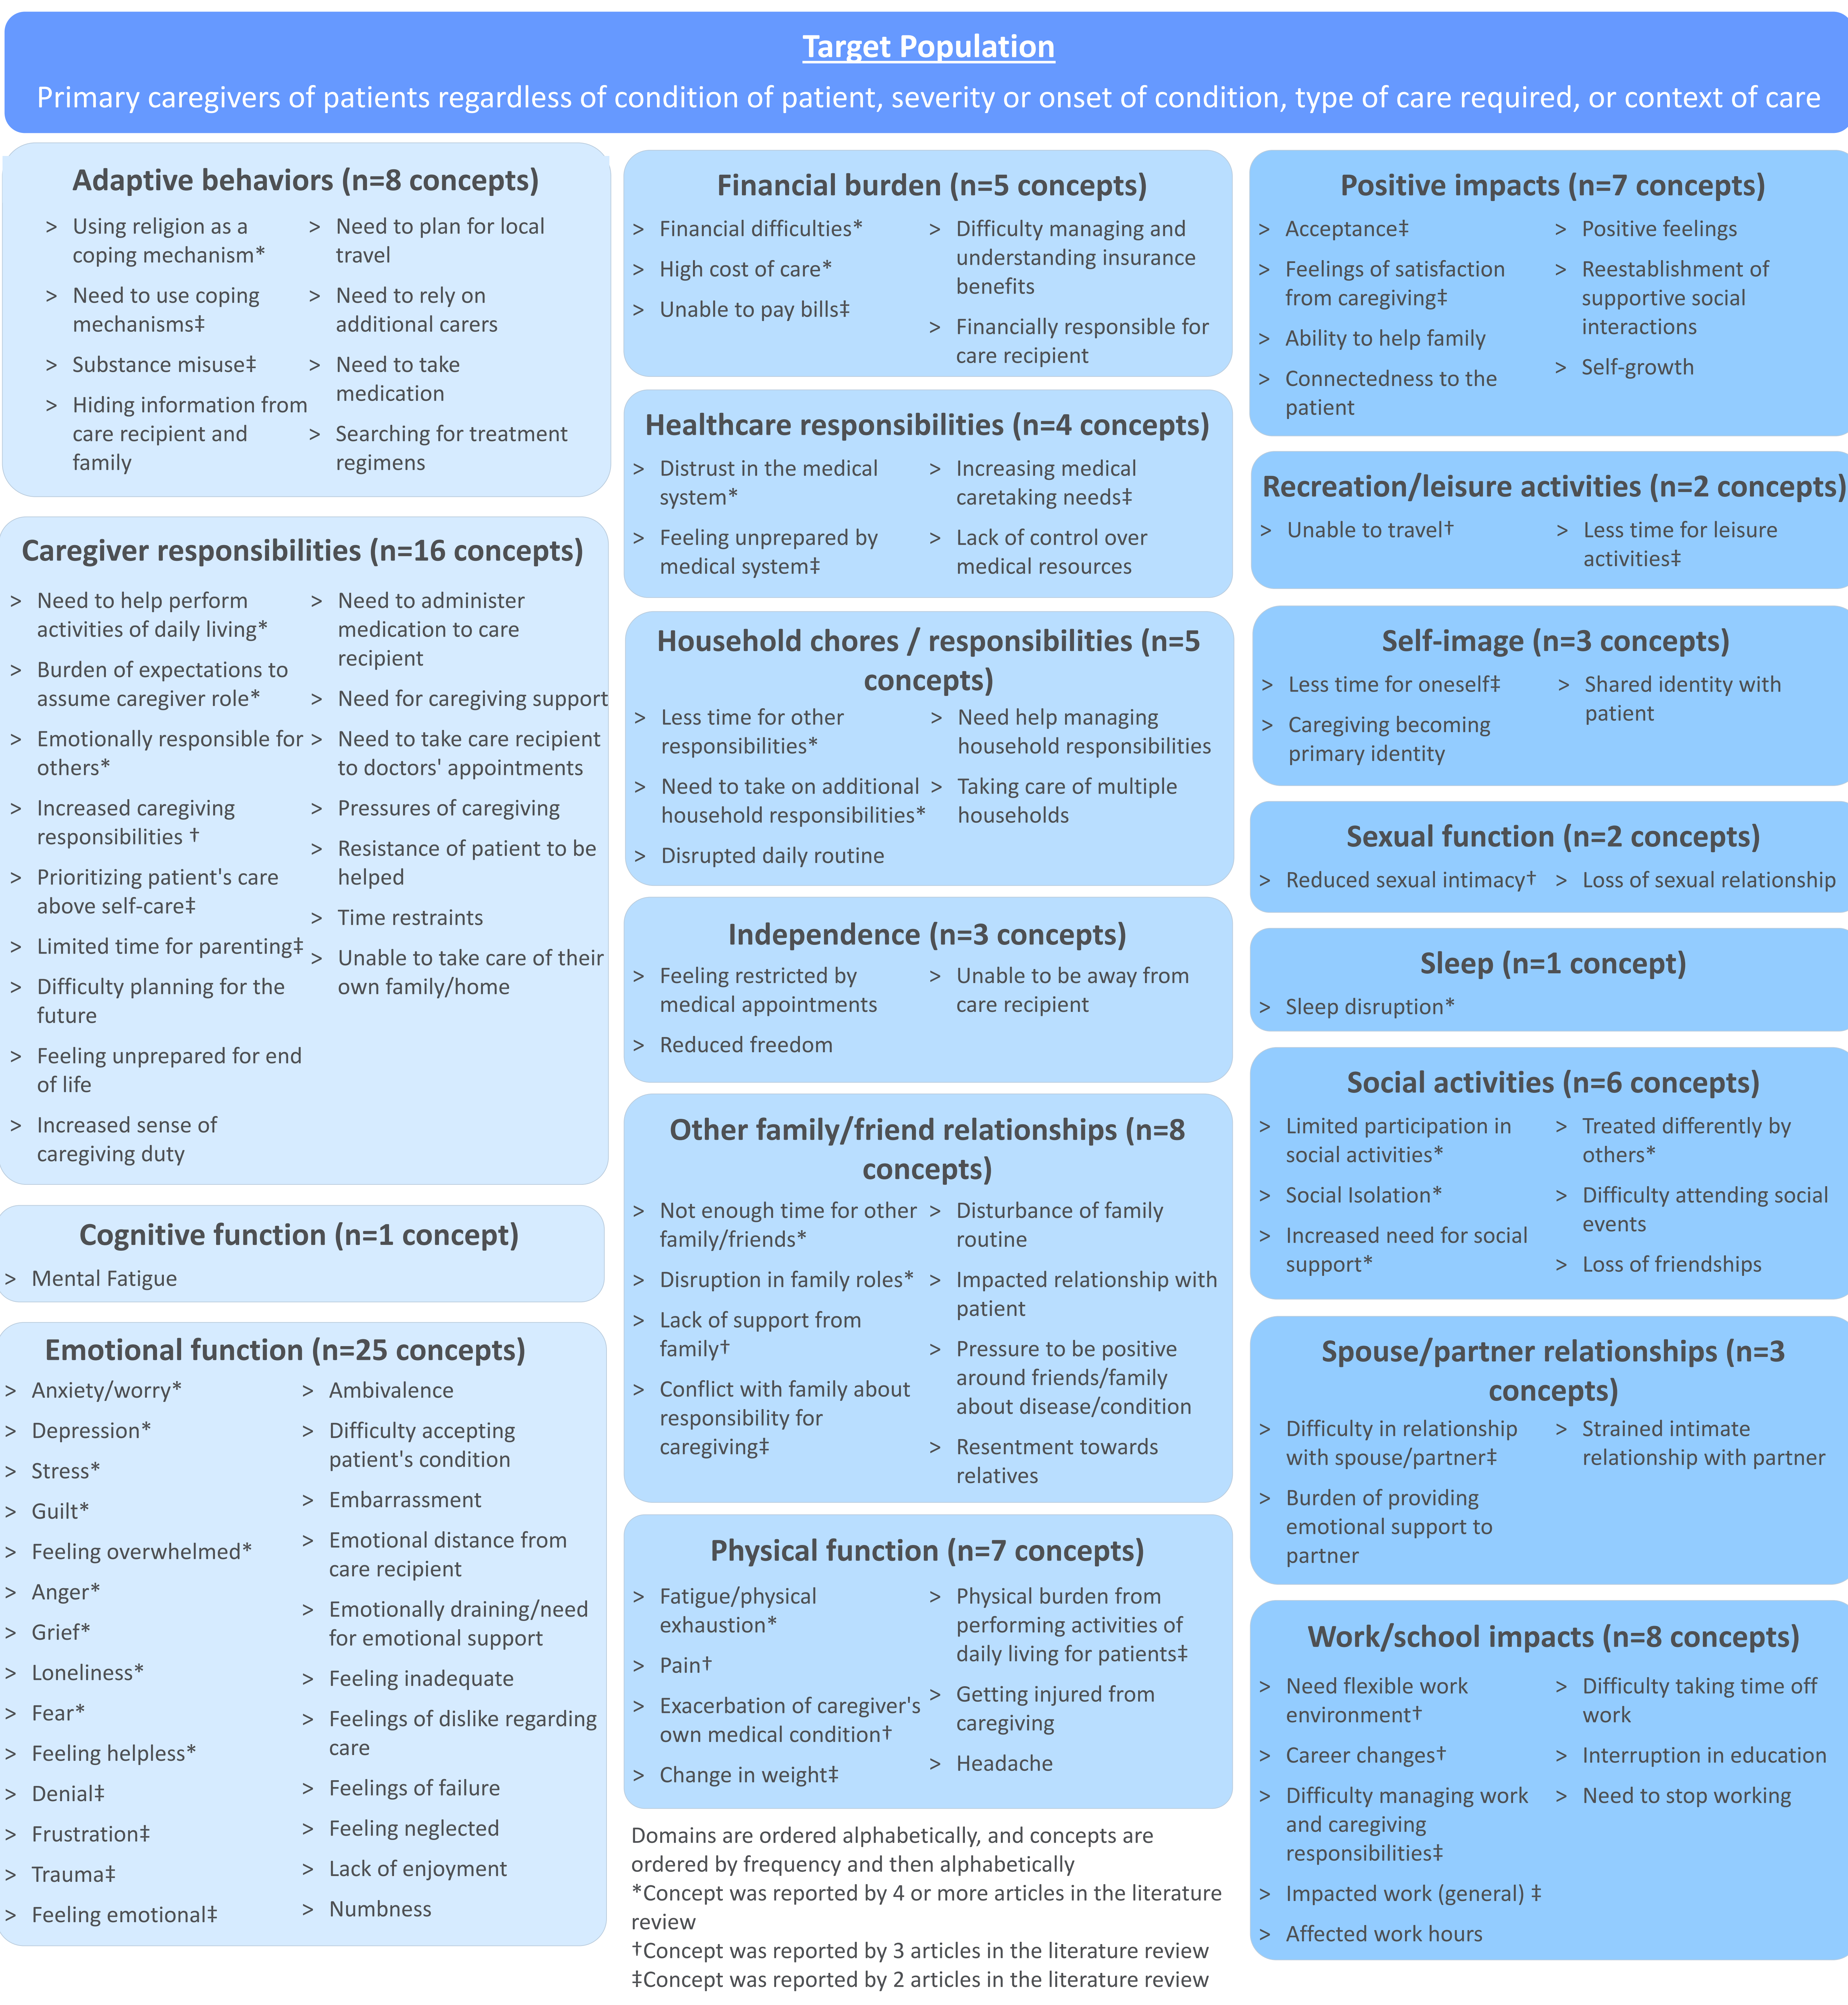 Target Population
Primary caregivers of patients regardless of condition of patient, severity or onset of condition, type of care required, or context of care
Adaptive behaviors (n=8 concepts)
> Using religion as a
coping mechanism*
> Need to use coping
mechanisms‡
> Substance misuse‡
> Hiding information from
care recipient and
family
> Need to plan for local
travel
> Need to rely on
additional carers
> Need to take
medication
> Searching for treatment
regimens
Caregiver responsibilities (n=16 concepts)
> Need to help perform
activities of daily living*
> Burden of expectations to
assume caregiver role*
> Emotionally responsible for
others*
> Increased caregiving
responsibilities †
> Prioritizing patient's care
above self-care‡
> Limited time for parenting‡
> Difficulty planning for the
future
> Feeling unprepared for end
of life
> Increased sense of
caregiving duty
> Need to administer
medication to care
recipient
> Need for caregiving support
> Need to take care recipient
to doctors' appointments
> Pressures of caregiving
> Resistance of patient to be
helped
> Time restraints
> Unable to take care of their
own family/home
Cognitive function (n=1 concept)
> Mental Fatigue
Emotional function (n=25 concepts)
> Anxiety/worry*
> Depression*
> Stress*
> Guilt*
> Feeling overwhelmed*
> Anger*
> Grief*
> Loneliness*
> Fear*
> Feeling helpless*
> Denial‡
> Frustration‡
> Trauma‡
> Feeling emotional‡
> Ambivalence
> Difficulty accepting
patient's condition
> Embarrassment
> Emotional distance from
care recipient
> Emotionally draining/need
for emotional support
> Feeling inadequate
> Feelings of dislike regarding
care
> Feelings of failure
> Feeling neglected
> Lack of enjoyment
> Numbness
Financial burden (n=5 concepts)
> Financial difficulties*
> High cost of care*
> Unable to pay bills‡
> Difficulty managing and
understanding insurance
benefits
> Financially responsible for
care recipient
Healthcare responsibilities (n=4 concepts)
> Distrust in the medical
system*
> Feeling unprepared by
medical system‡
> Increasing medical
caretaking needs‡
> Lack of control over
medical resources
Household chores / responsibilities (n=5
concepts)
> Less time for other
responsibilities*
> Need to take on additional
household responsibilities*
> Disrupted daily routine
> Need help managing
household responsibilities
> Taking care of multiple
households
Independence (n=3 concepts)
> Feeling restricted by
medical appointments
> Reduced freedom
> Unable to be away from
care recipient
Other family/friend relationships (n=8
concepts)
> Not enough time for other
family/friends*
> Disruption in family roles*
> Lack of support from
family†
> Conflict with family about
responsibility for
caregiving‡
> Disturbance of family
routine
> Impacted relationship with
patient
> Pressure to be positive
around friends/family
about disease/condition
> Resentment towards
relatives
Physical function (n=7 concepts)
> Fatigue/physical
exhaustion*
> Pain†
> Exacerbation of caregiver's
own medical condition†
> Change in weight‡
> Physical burden from
performing activities of
daily living for patients‡
> Getting injured from
caregiving
> Headache
Domains are ordered alphabetically, and concepts are
ordered by frequency and then alphabetically
*Concept was reported by 4 or more articles in the literature
review
†Concept was reported by 3 articles in the literature review
‡Concept was reported by 2 articles in the literature review
Positive impacts (n=7 concepts)
> Acceptance‡
> Feelings of satisfaction
from caregiving‡
> Ability to help family
> Connectedness to the
patient
> Positive feelings
> Reestablishment of
supportive social
interactions
> Self-growth
Recreation/leisure activities (n=2 concepts)
> Unable to travel†
> Less time for leisure
activities‡
Self-image (n=3 concepts)
> Less time for oneself‡
> Caregiving becoming
primary identity
> Shared identity with
patient
Sexual function (n=2 concepts)
> Reduced sexual intimacy†
> Loss of sexual relationship
Sleep (n=1 concept)
> Sleep disruption*
Social activities (n=6 concepts)
> Limited participation in
social activities*
> Social Isolation*
> Increased need for social
support*
> Treated differently by
others*
> Difficulty attending social
events
> Loss of friendships
Spouse/partner relationships (n=3
concepts)
> Difficulty in relationship
with spouse/partner‡
> Burden of providing
emotional support to
partner
> Strained intimate
relationship with partner
Work/school impacts (n=8 concepts)
> Need flexible work
environment†
> Career changes†
> Difficulty managing work
and caregiving
responsibilities‡
> Impacted work (general) ‡
> Affected work hours
> Difficulty taking time off
work
> Interruption in education
> Need to stop working